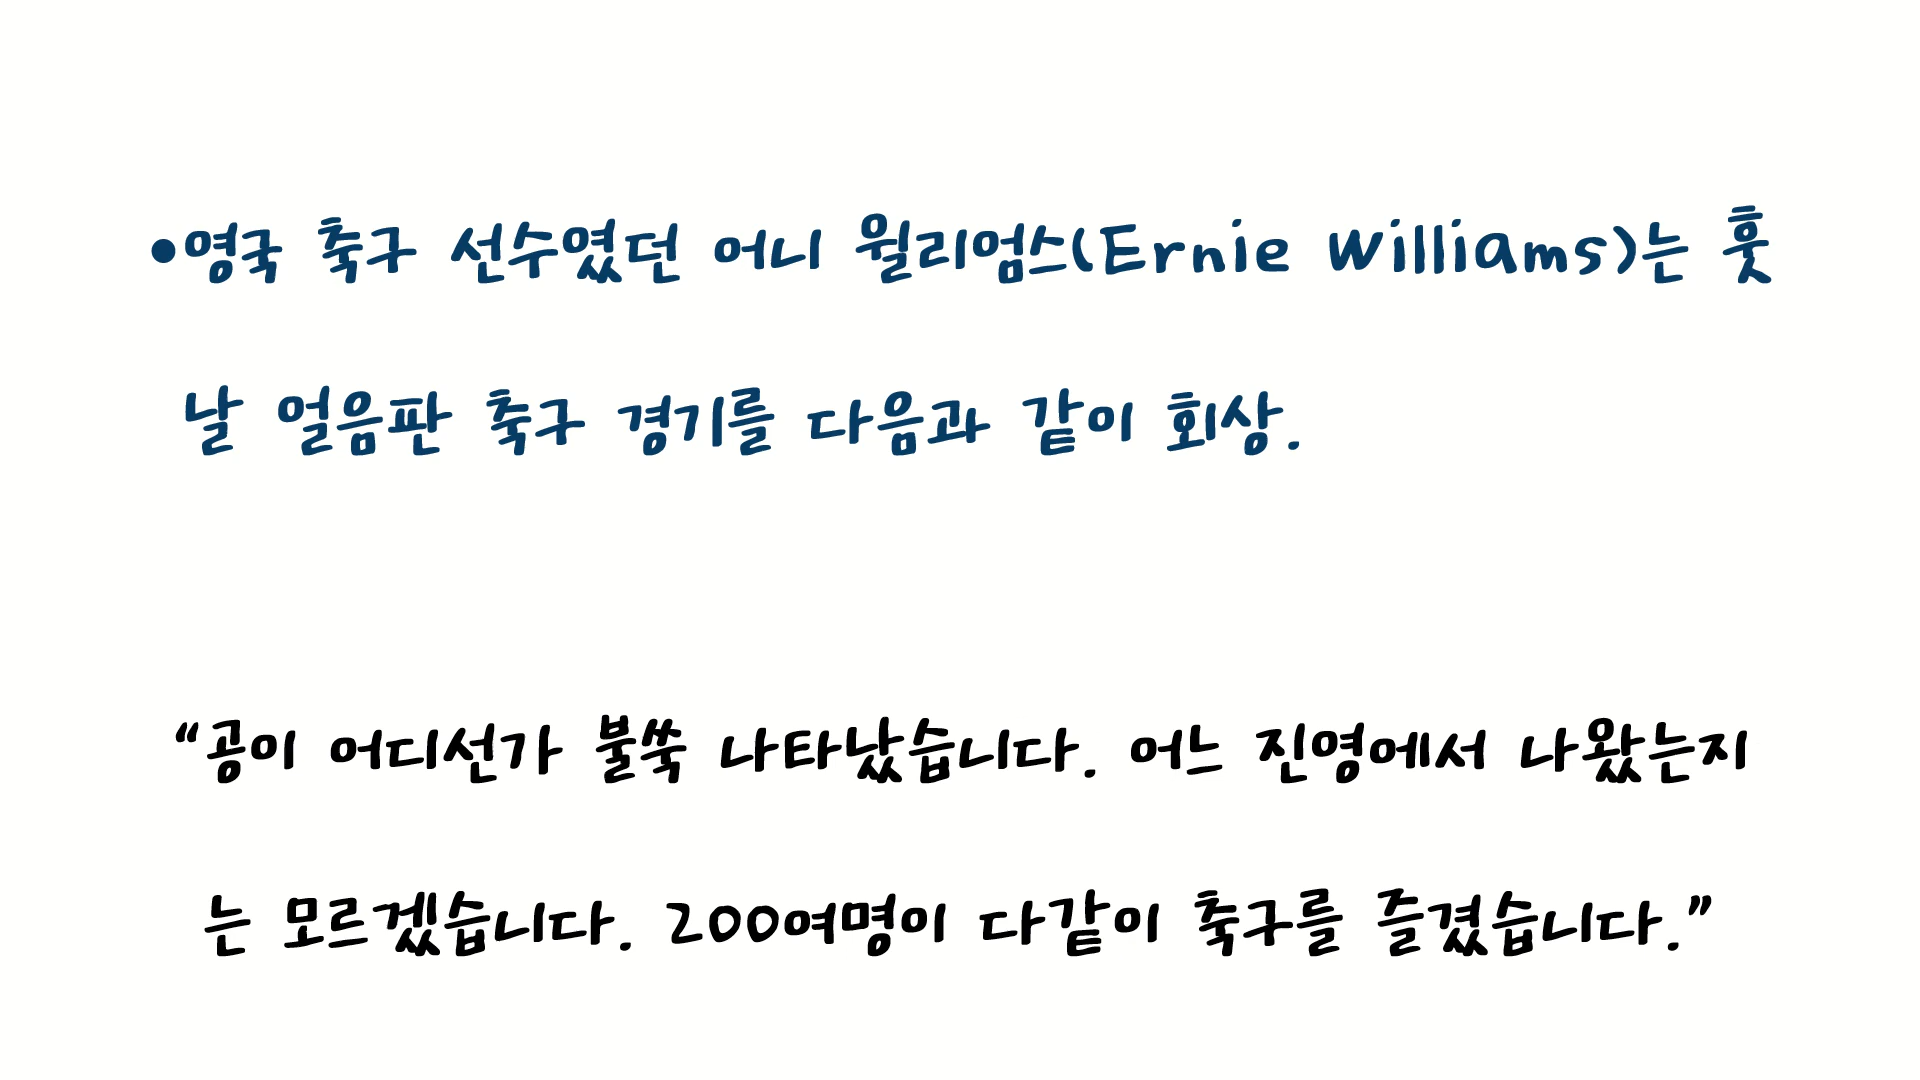 •영국 축구 선수였던 어니 윌리엄스(Ernie Williams)는 훗
날 얼음판 축구 경기를 다음과 같이 회상.
“공이 어디선가 불쑥 나타났습니다. 어느 진영에서 나왔는지
는 모르겠습니다. 200여명이 다같이 축구를 즐겼습니다.”